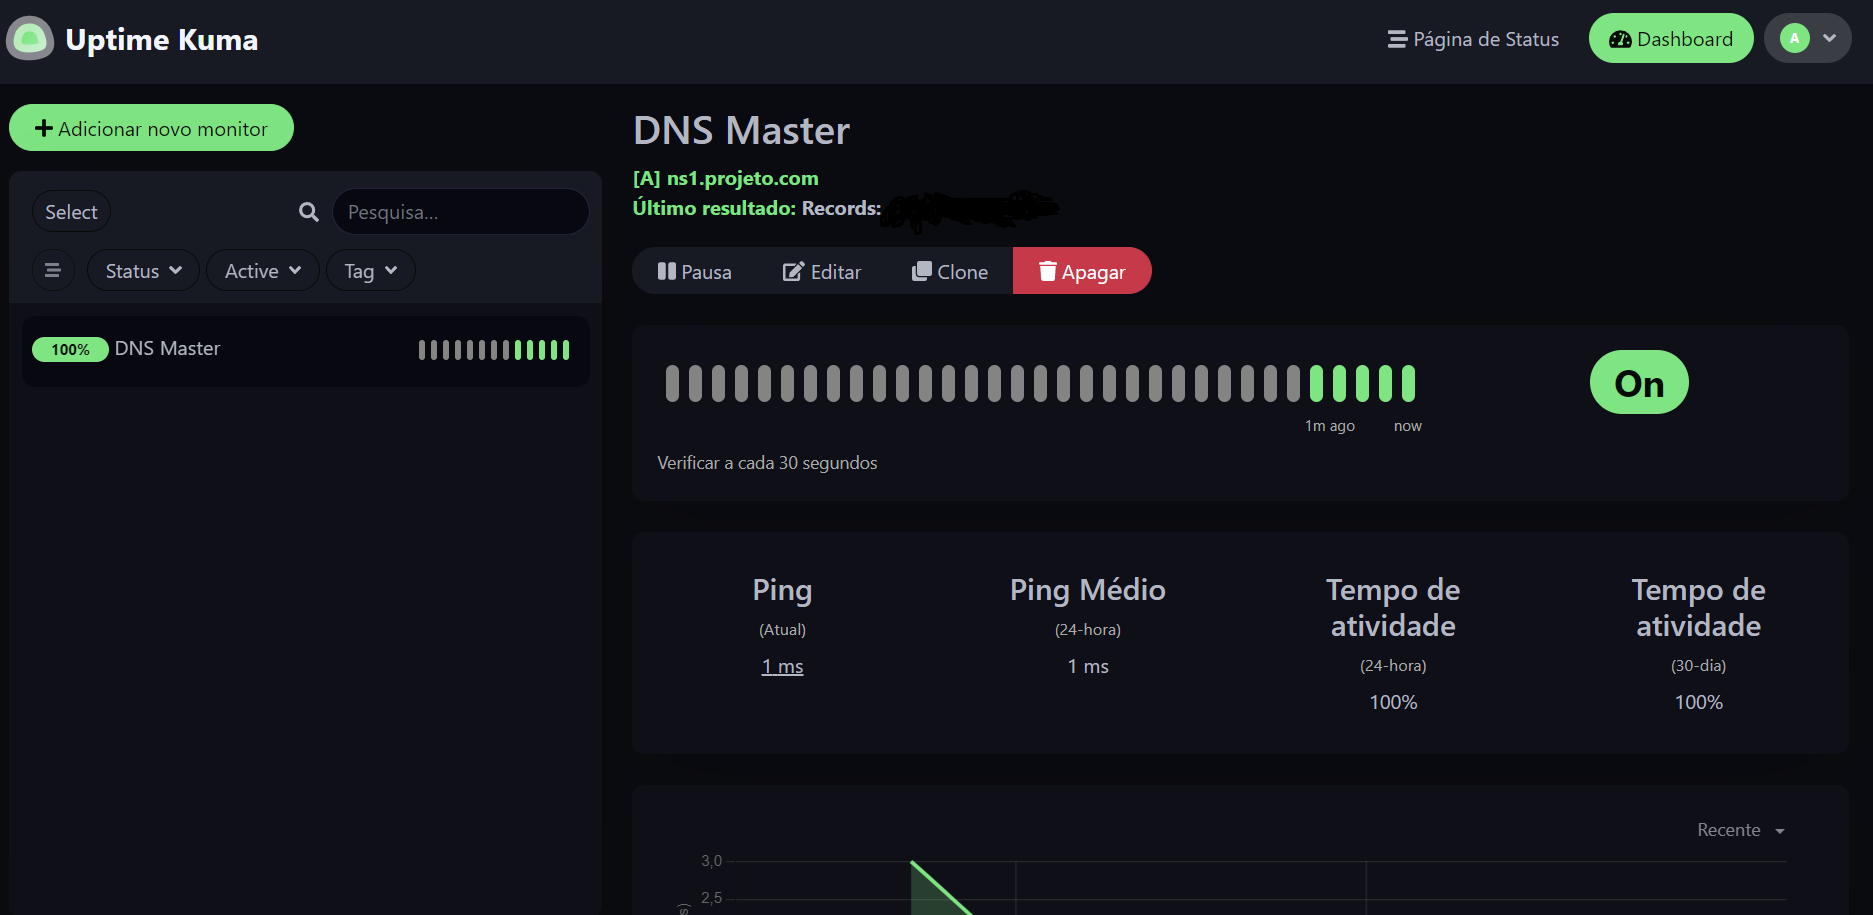 Uptime Kuma
Página de Status
Dashboard
A
Adicionar novo monitor
Select
Pesquisa...
Status
Active
Tag
100%
DNS Master
DNS Master
[A] ns1.projeto.com
Último resultado: Records:
Pausa
Editar
Clone
Apagar
1m ago
now
On
Verificar a cada 30 segundos
Ping
(Atual)
1 ms
Ping Médio
(24-hora)
1 ms
Tempo de
atividade
(24-hora)
100%
Tempo de
atividade
(30-dia)
100%
Recente
3,0
2,5
s)